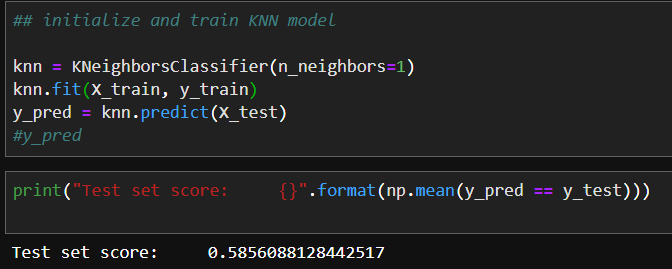 ## initialize and train KNN model
knn = KNeighborsClassifier(n_neighbors=1)
knn.fit(X_train, y_train)
y_pred = knn.predict(X_test)
#y_pred
print("Test set score:     {}".format(np.mean(y_pred == y_test)))
Test set score:     0.5856088128442517